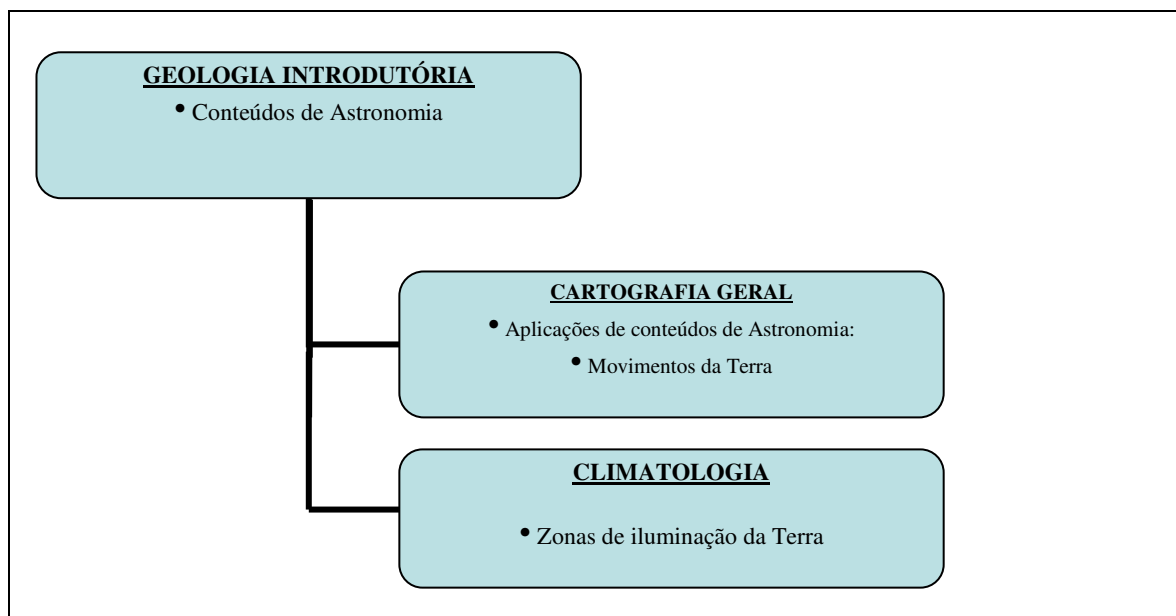 GEOLOGIA INTRODUTÓRIA
• Conteúdos de Astronomia
CARTOGRAFIA GERAL
• Aplicações de conteúdos de Astronomia:
• Movimentos da Terra
CLIMATOLOGIA
• Zonas de iluminação da Terra